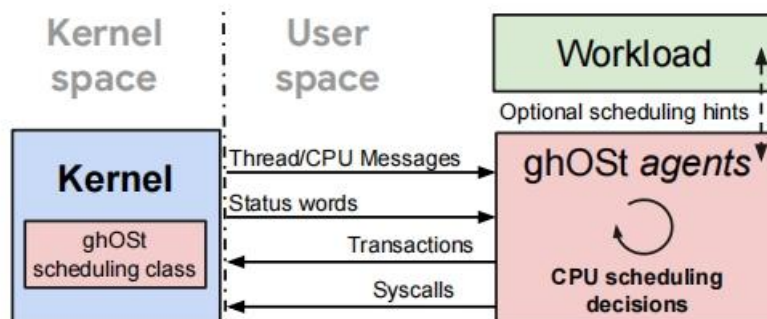 Kernel
space
User
space
Workload
Optional scheduling hints
Kernel
ghOSt
scheduling class
Thread/CPU Messages
Status words
Transactions
Syscalls
ghOSt agents
CPU scheduling
decisions